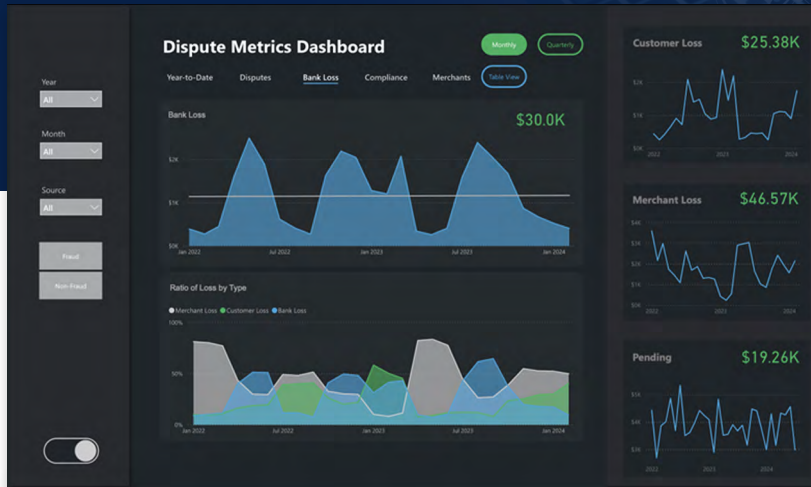 Dispute Metrics Dashboard
Monthly
Quarterly
Year-to-Date
Disputes
Bank Loss
Compliance
Merchants
Table View
Year
All
Month
All
Source
All
Fraud
Non-Fraud
Bank Loss
$30.0K
$2K
$1K
$0K
Jan 2022
Jul 2022
Jan 2023
Jul 2023
Jan 2024
Ratio of Loss by Type
Merchant Loss
Customer Loss
Bank Loss
100%
50%
0%
Jan 2022
Jul 2022
Jan 2023
Jul 2023
Jan 2024
Customer Loss
$25.38K
$2K
$1K
$0K
2022
2023
2024
Merchant Loss
$46.57K
$4K
$3K
$2K
$1K
$0K
2022
2023
2024
Pending
$19.26K
2022
2023
2024